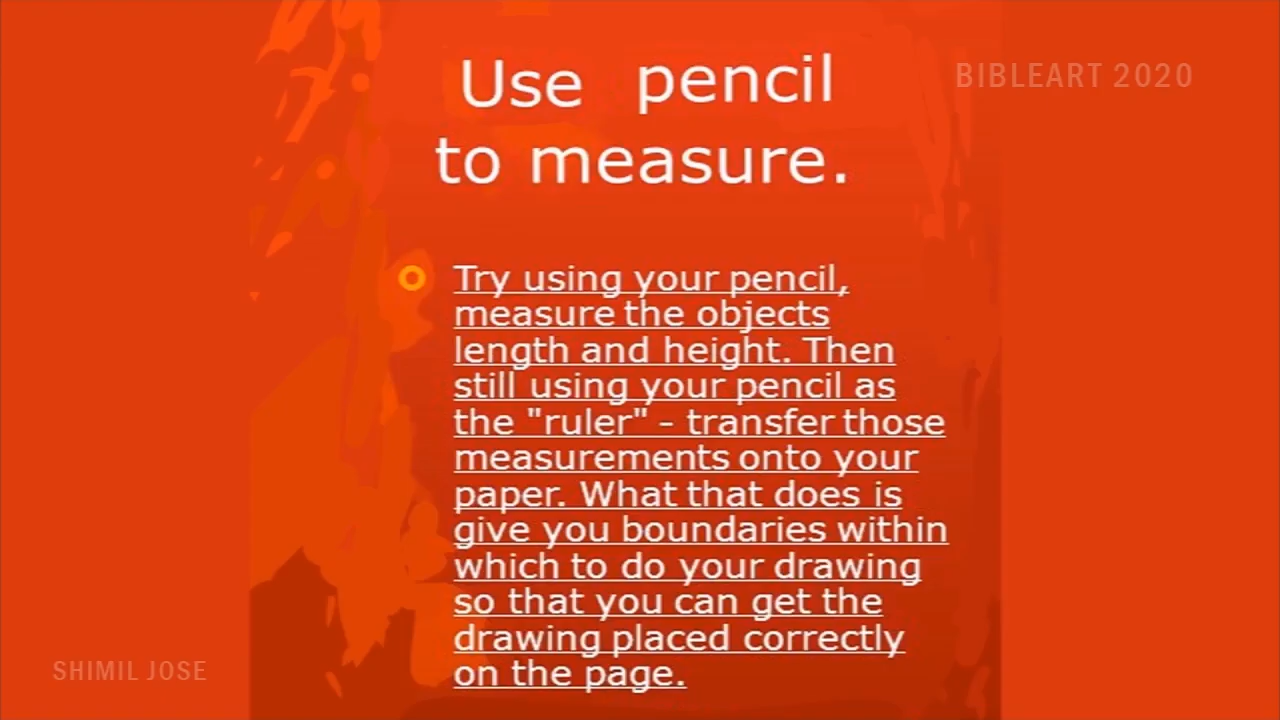 Use pencil
to measure.
BIBLEART 2020
Try using your pencil,
measure the objects
length and height. Then
still using your pencil as
the "ruler" - transfer those
measurements onto your
paper. What that does is
give you boundaries within
which to do your drawing
so that you can get the
drawing placed correctly
on the page.
SHIMIL JOSE